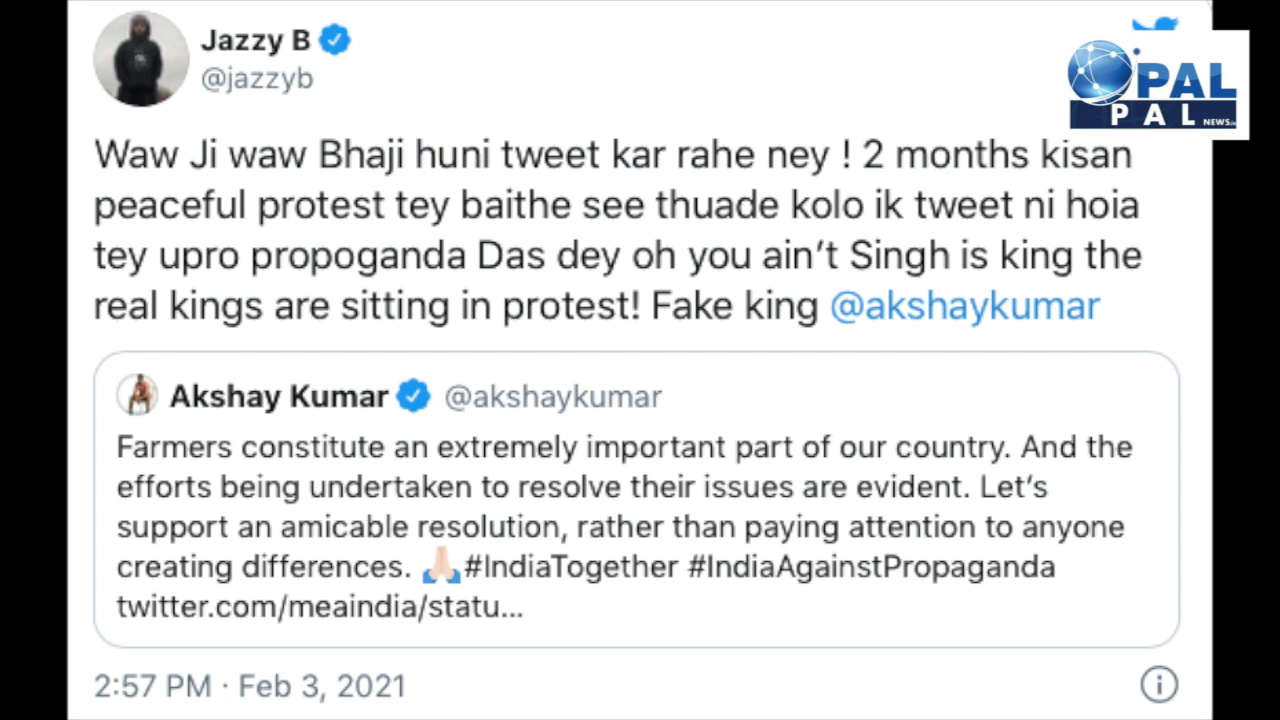 Jazzy B
@jazzyb
PAL
PAL NEWS
Waw Ji waw Bhaji huni tweet kar rahe ney ! 2 months kisan
peaceful protest tey baithe see thuade kolo ik tweet ni hoia
tey upro propoganda Das dey oh you ain’t Singh is king the
real kings are sitting in protest! Fake king @akshaykumar
Akshay Kumar @akshaykumar
Farmers constitute an extremely important part of our country. And the
efforts being undertaken to resolve their issues are evident. Let’s
support an amicable resolution, rather than paying attention to anyone
creating differences. 🙏🏻#IndiaTogether #IndiaAgainstPropaganda
twitter.com/meaindia/statu...
2:57 PM · Feb 3, 2021